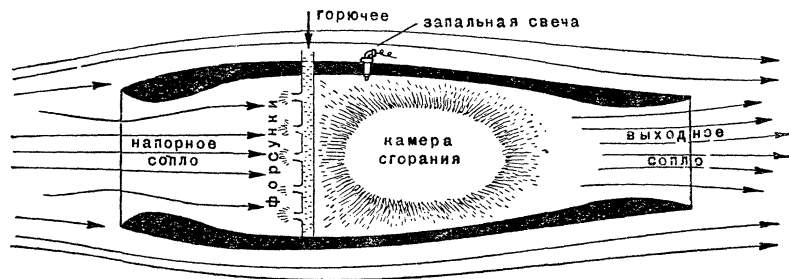 горючее
запальная свеча
напорное
сопло
форсунки
камера
сгорания
выходное
сопло